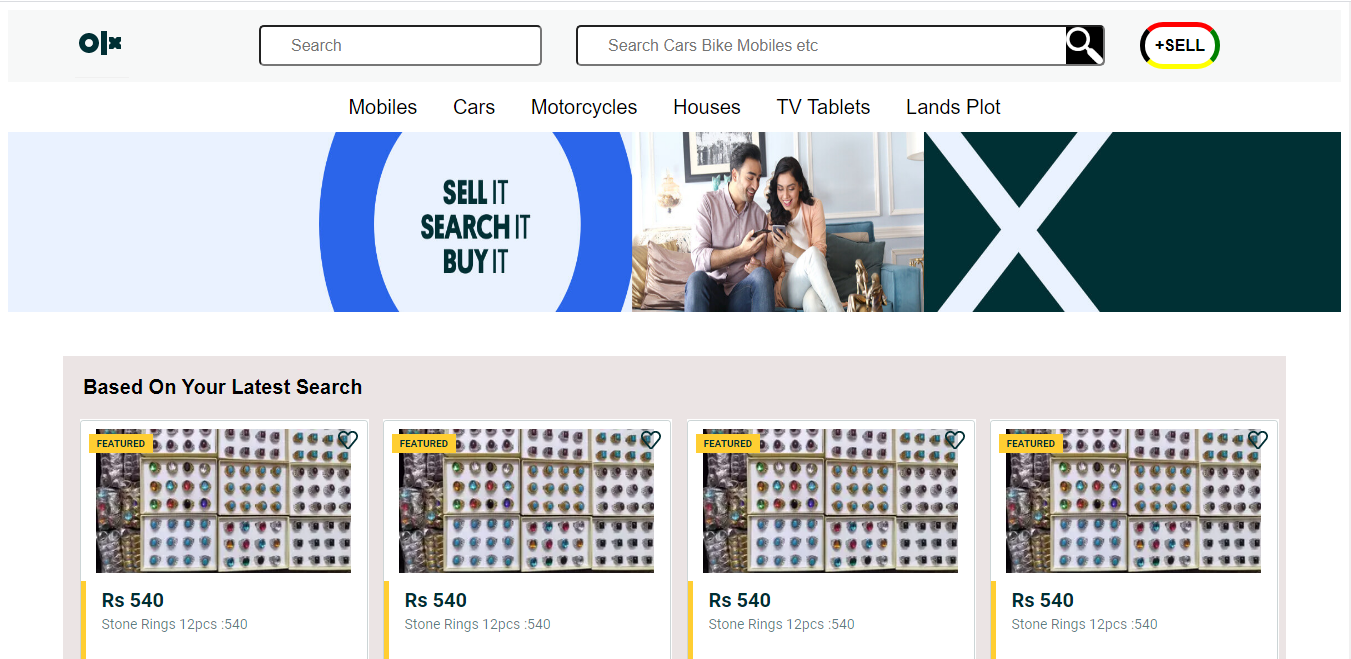 olx
Search
Search Cars Bike Mobiles etc
+SELL
Mobiles Cars Motorcycles Houses TV Tablets Lands Plot
SELL IT
SEARCH IT
BUY IT
Based On Your Latest Search
FEATURED FEATURED FEATURED FEATURED
Rs 540 Rs 540 Rs 540 Rs 540
Stone Rings 12pcs :540 Stone Rings 12pcs :540 Stone Rings 12pcs :540 Stone Rings 12pcs :540